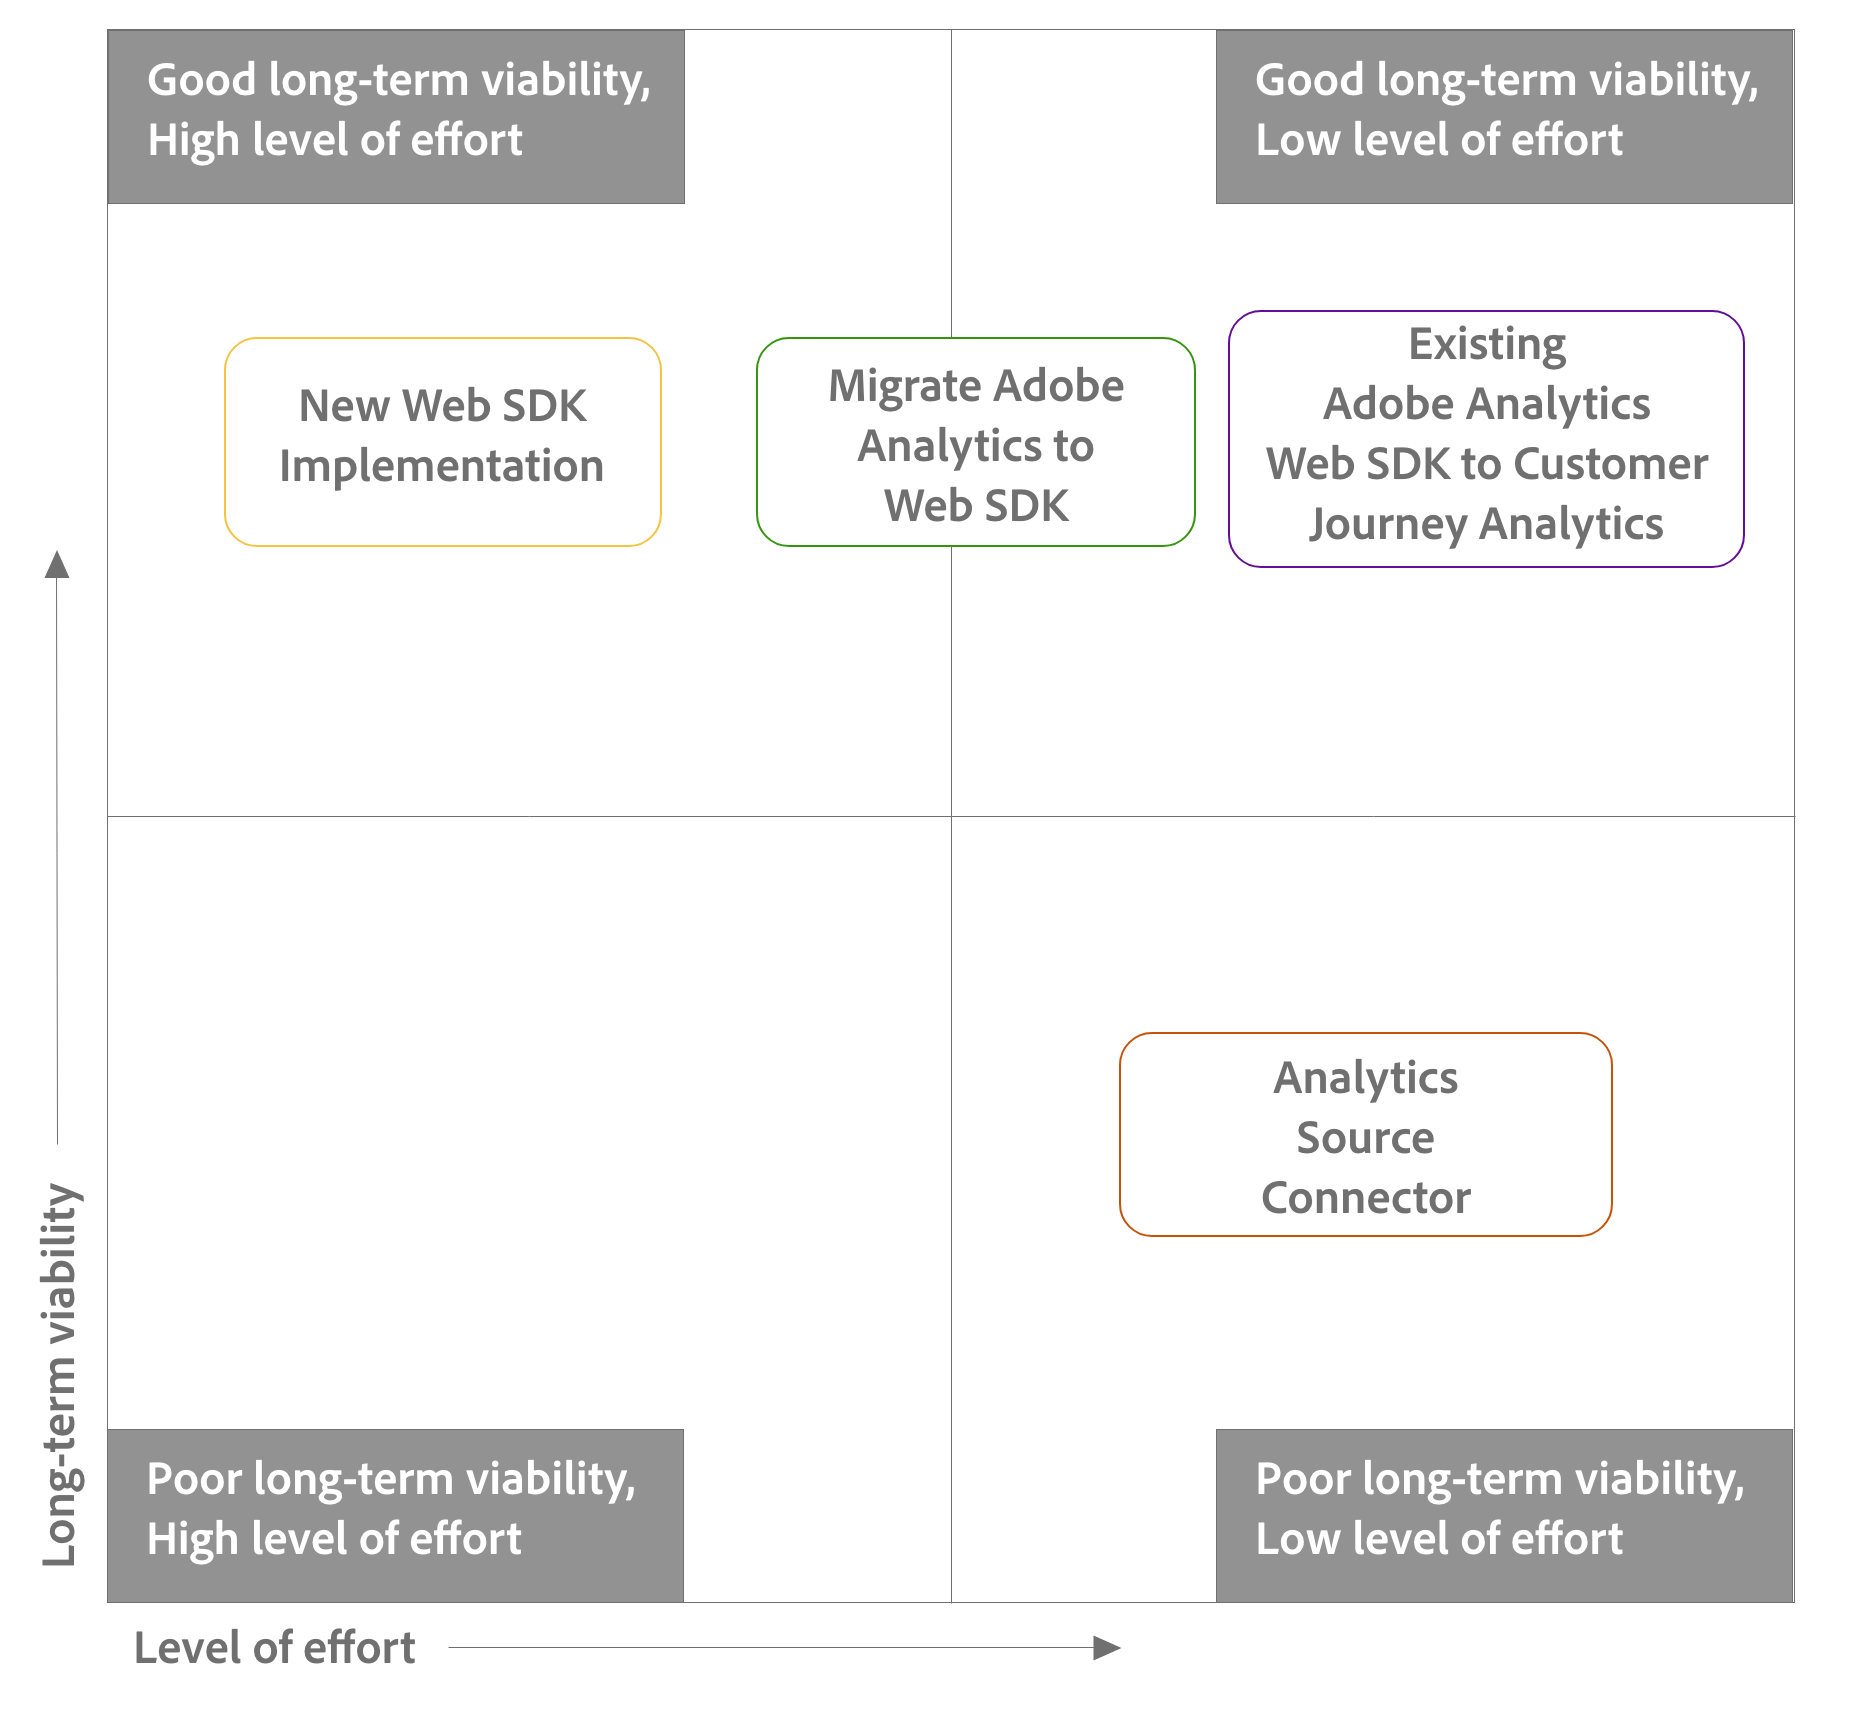 Good long-term viability,
High level of effort
Good long-term viability,
Low level of effort
New Web SDK
Implementation
Migrate Adobe
Analytics to
Web SDK
Existing
Adobe Analytics
Web SDK to Customer
Journey Analytics
Analytics
Source
Connector
Long-term viability
Poor long-term viability,
High level of effort
Poor long-term viability,
Low level of effort
Level of effort